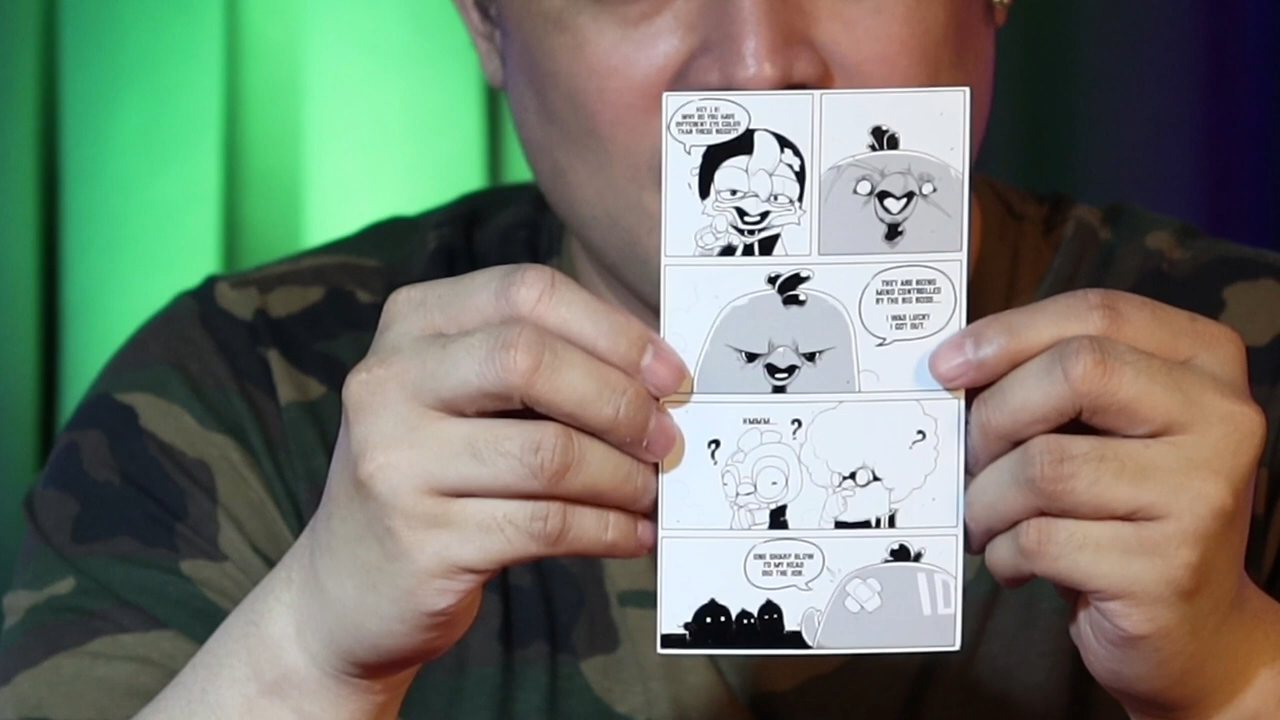 HEY 10!
WHY DO YOU HAVE
DIFFERENT EYE COLOR
THAN THESE
THEY ARE BEING
MIND CONTROLLED
BY THE BIG BOSS...
I WAS LUCKY
I GOT OUT.
HMMM...
?
?
?
ONE SHARP BLOW
TO MY HEAD
DID THE JOB.
10